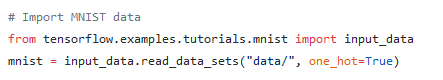 # Import MNIST data
from tensorflow.examples.tutorials.mnist import input_data
mnist = input_data.read_data_sets("data/", one_hot=True)